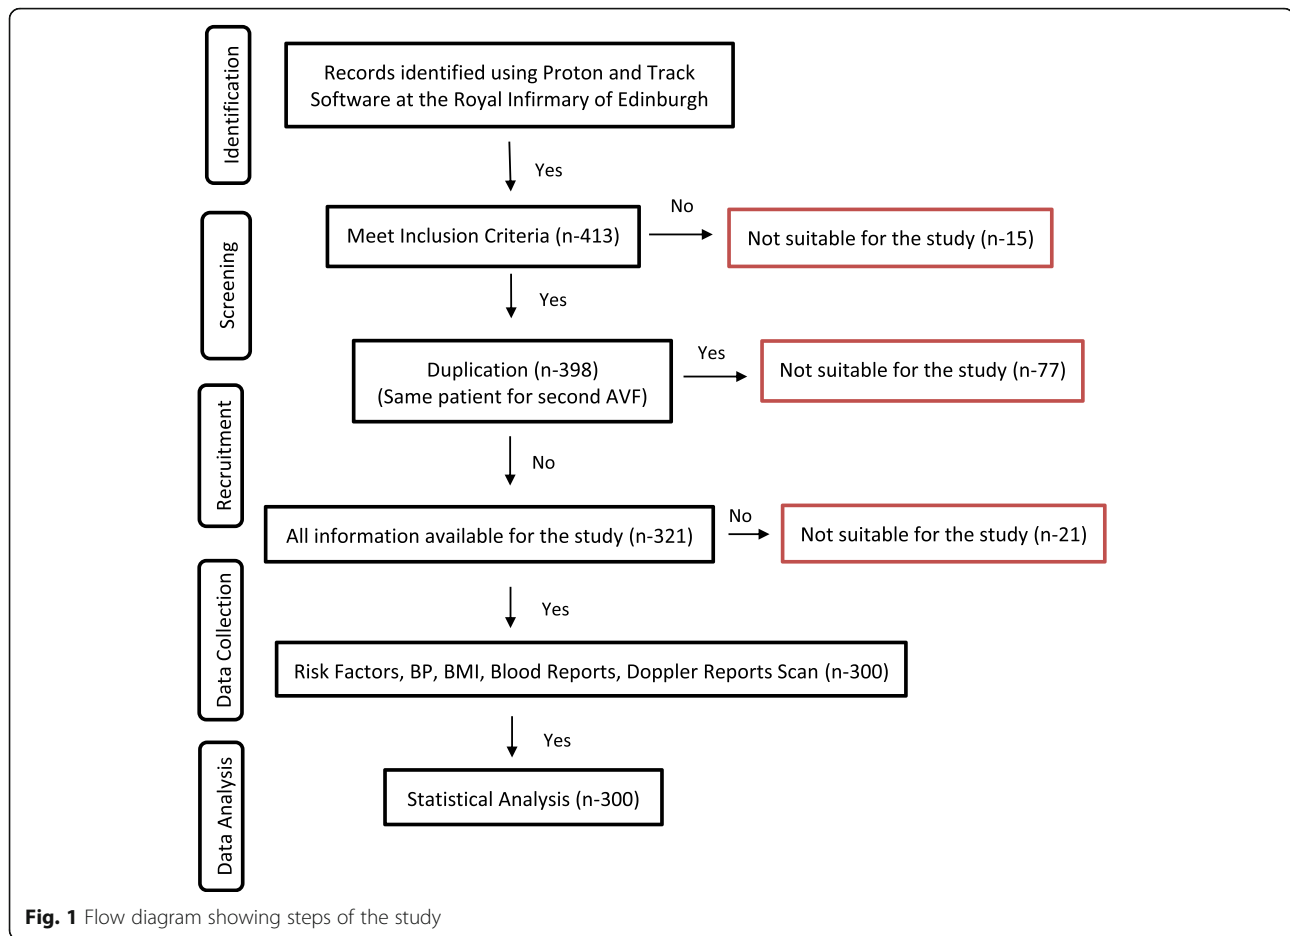 Identification
Records identified using Proton and Track
Software at the Royal Infirmary of Edinburgh
Yes
Screening
Meet Inclusion Criteria (n-413)
No
Not suitable for the study (n-15)
Yes
Duplication (n-398)
(Same patient for second AVF)
Yes
Not suitable for the study (n-77)
Recruitment
No
All information available for the study (n-321)
No
Not suitable for the study (n-21)
Data Collection
Yes
Risk Factors, BP, BMI, Blood Reports, Doppler Reports Scan (n-300)
Yes
Data Analysis
Statistical Analysis (n-300)
Fig. 1 Flow diagram showing steps of the study